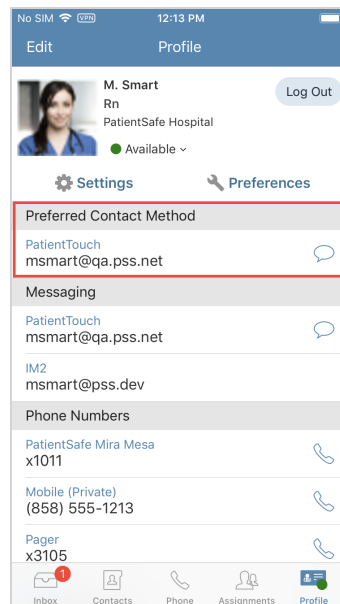 No SIM VPN 12:13 PM
Edit Profile
M. Smart
Rn
PatientSafe Hospital
Available
Log Out
Settings Preferences
Preferred Contact Method
PatientTouch
msmart@qa.pss.net
Messaging
PatientTouch
msmart@qa.pss.net
IM2
msmart@pss.dev
Phone Numbers
PatientSafe Mira Mesa
x1011
Mobile (Private)
(858) 555-1213
Pager
x3105
1
Inbox Contacts Phone Assignments Profile